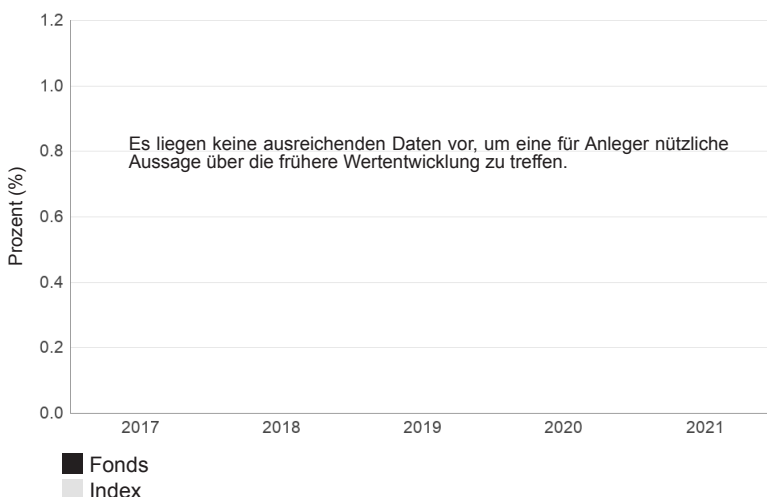 1.2
1.0
Es liegen keine ausreichenden Daten vor, um eine für Anleger nützliche
0.8
Aussage über die frühere Wertentwicklung zu treffen.
Prozent (%)
0.6
0.4
0.2
0.0
2017 2018 2019 2020 2021
Fonds
Index